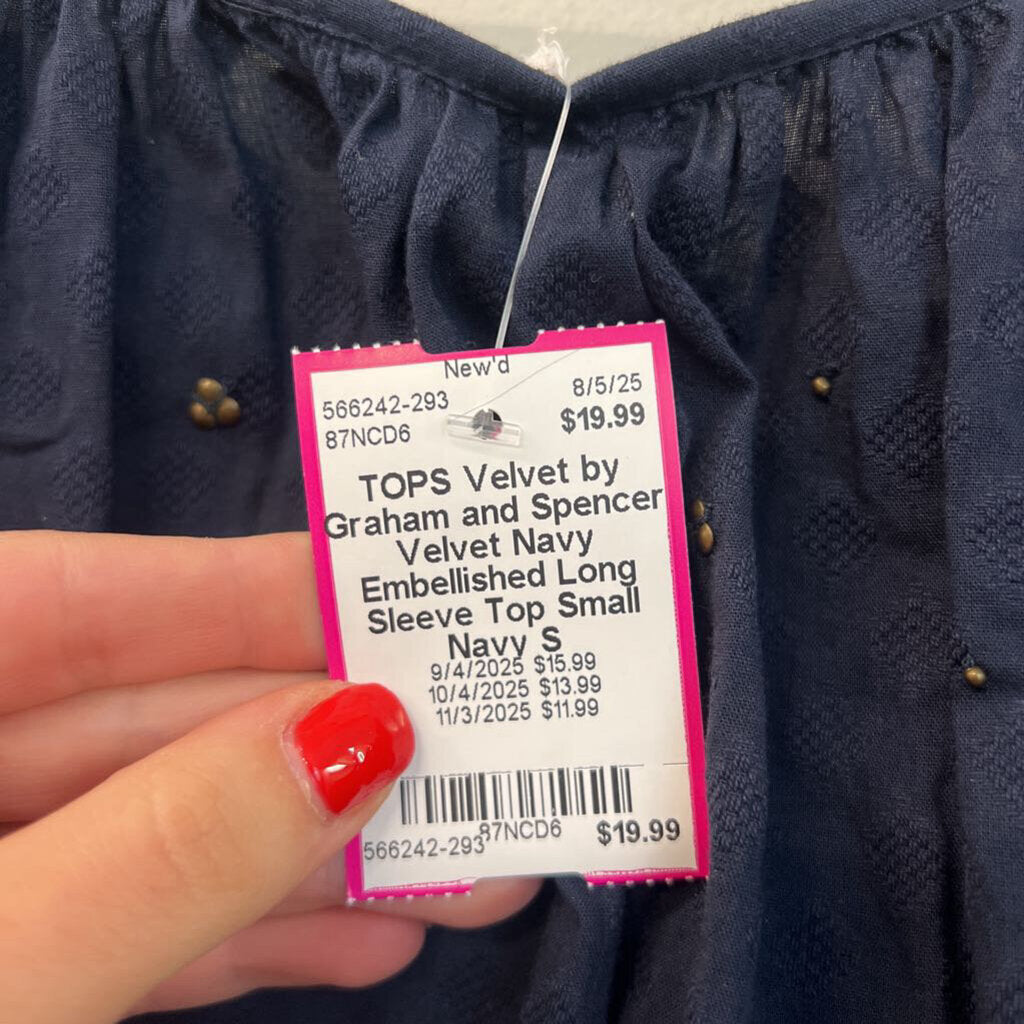 New'd
566242-293 8/5/25
87NCD6 $19.99
TOPS Velvet by
Graham and Spencer
Velvet Navy
Embellished Long
Sleeve Top Small
Navy S
9/4/2025 $15.99
10/4/2025 $13.99
11/3/2025 $11.99
87NCD6 $19.99
566242-293